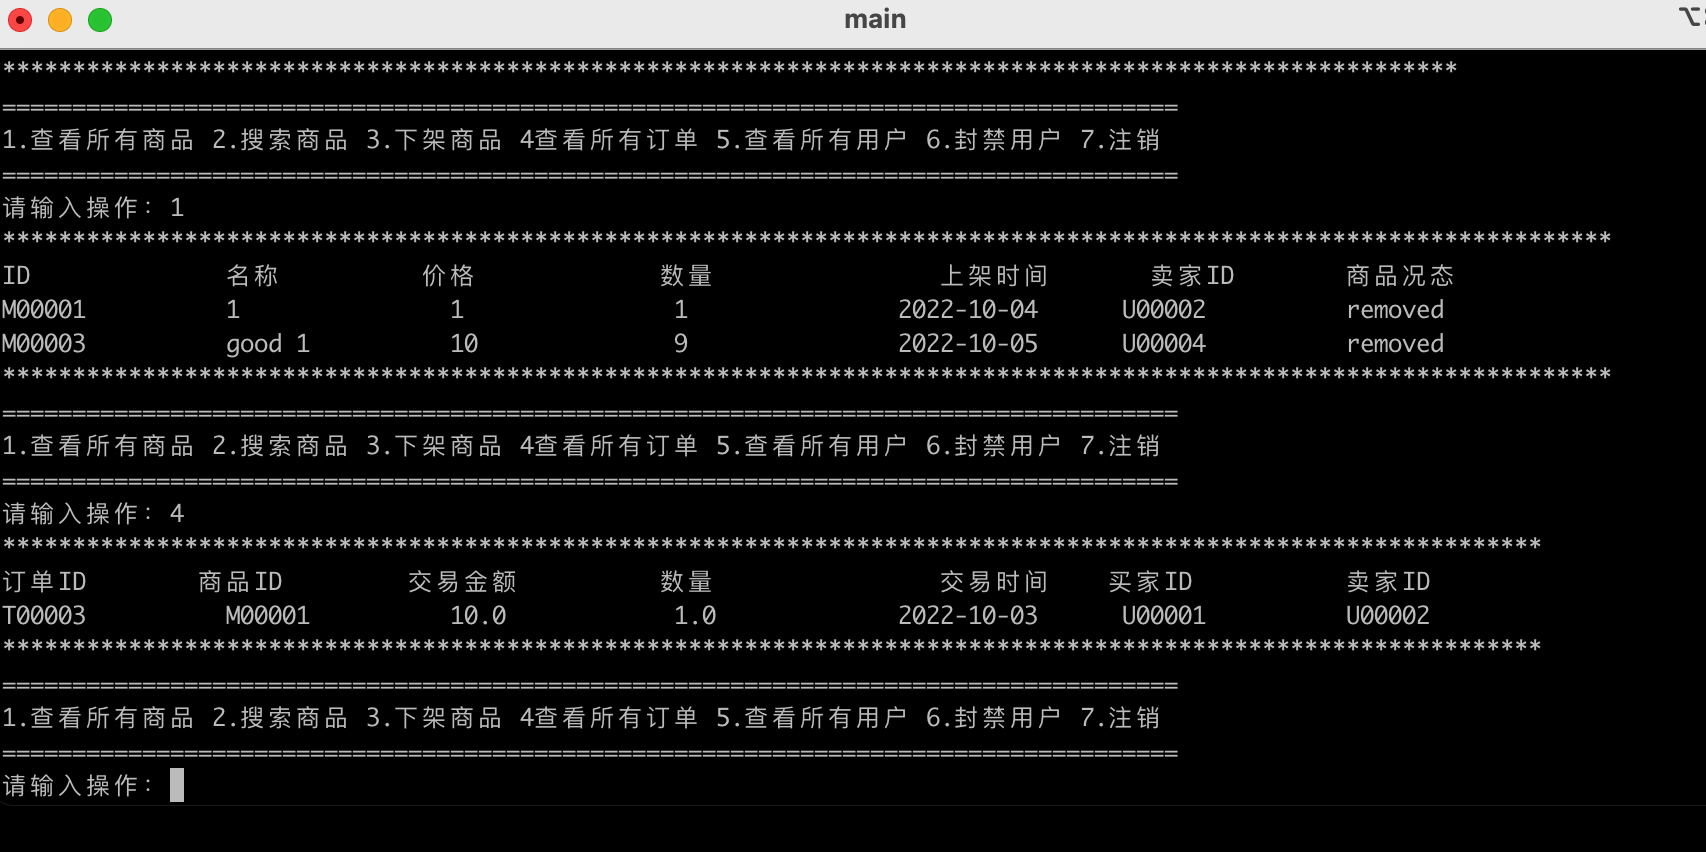 main
********************************************************************************************************
====================================================================================
1.查看所有商品 2.搜索商品 3.下架商品 4查看所有订单 5.查看所有用户 6.封禁用户 7.注销
====================================================================================
请输入操作：1
*******************************************************************************************************************
ID 名称 价格 数量 上架时间 卖家ID 商品况态
M00001 1 1 1 2022-10-04 U00002 removed
M00003 good 1 10 9 2022-10-05 U00004 removed
*******************************************************************************************************************
====================================================================================
1.查看所有商品 2.搜索商品 3.下架商品 4查看所有订单 5.查看所有用户 6.封禁用户 7.注销
====================================================================================
请输入操作：4
**************************************************************************************************************
订单ID 商品ID 交易金额 数量 交易时间 买家ID 卖家ID
T00003 M00001 10.0 1.0 2022-10-03 U00001 U00002
**************************************************************************************************************
====================================================================================
1.查看所有商品 2.搜索商品 3.下架商品 4查看所有订单 5.查看所有用户 6.封禁用户 7.注销
====================================================================================
请输入操作：